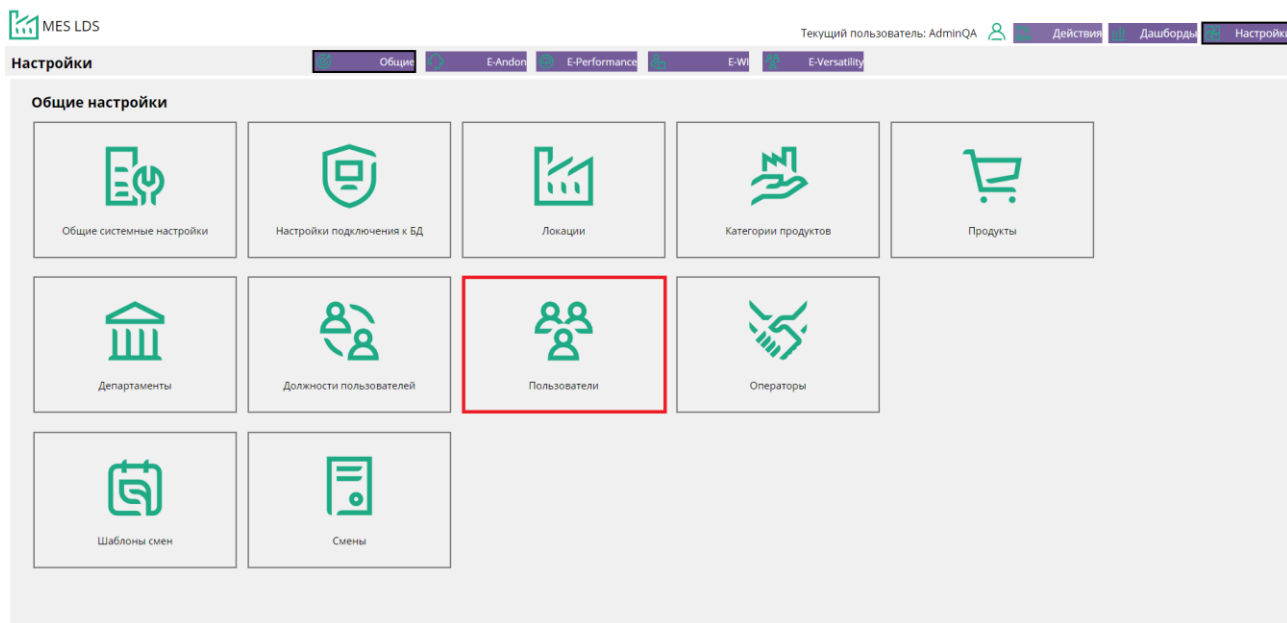 MES LDS
Текущий пользователь: AdminQA
Действия
Дашборды
Настройки
Настройки
Общие
E-Andon
E-Performance
E-WI
E-Versatility
Общие настройки
Общие системные настройки
Настройки подключения к БД
Локации
Категории продуктов
Продукты
Департаменты
Должности пользователей
Пользователи
Операторы
Шаблоны смен
Смены